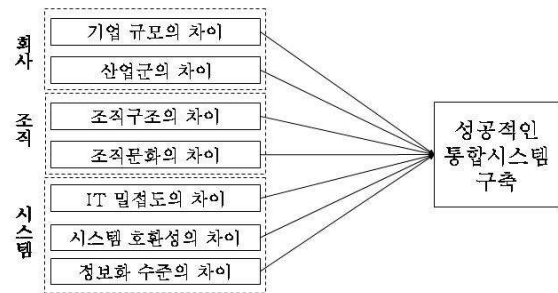 회사
기업 규모의 차이
산업군의 차이
조직
조직구조의 차이
조직문화의 차이
시스템
IT 밀접도의 차이
시스템 호환성의 차이
정보화 수준의 차이
성공적인
통합시스템
구축